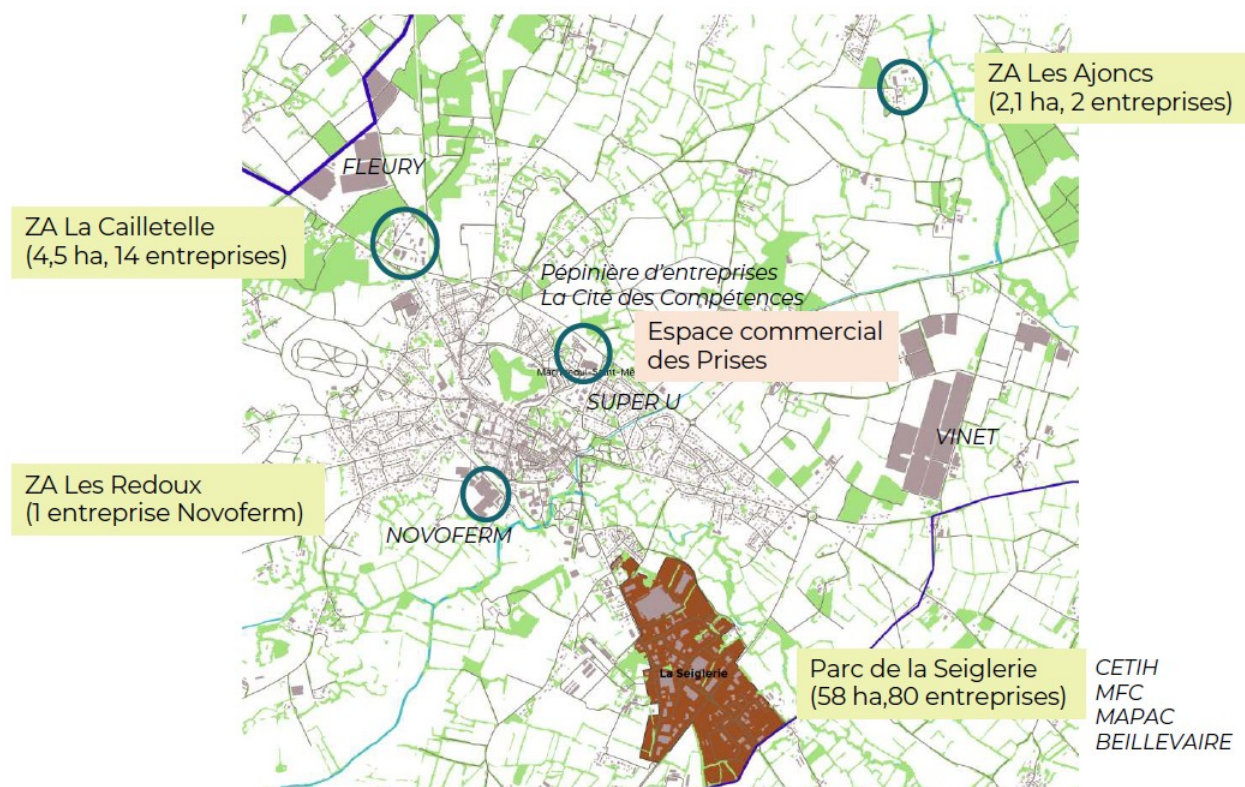 ZA Les Ajoncs
(2,1 ha, 2 entreprises)
FLEURY
ZA La Cailletelle
(4,5 ha, 14 entreprises)
Pépinière d'entreprises
La Cité des Compétences
Espace commercial
des Prises
SUPER U
VINET
ZA Les Redoux
(1 entreprise Novoferm)
NOVOFERM
La Seiglerie
Parc de la Seiglerie
(58 ha,80 entreprises)
CETIH
MFC
MAPAC
BEILLEVAIRE